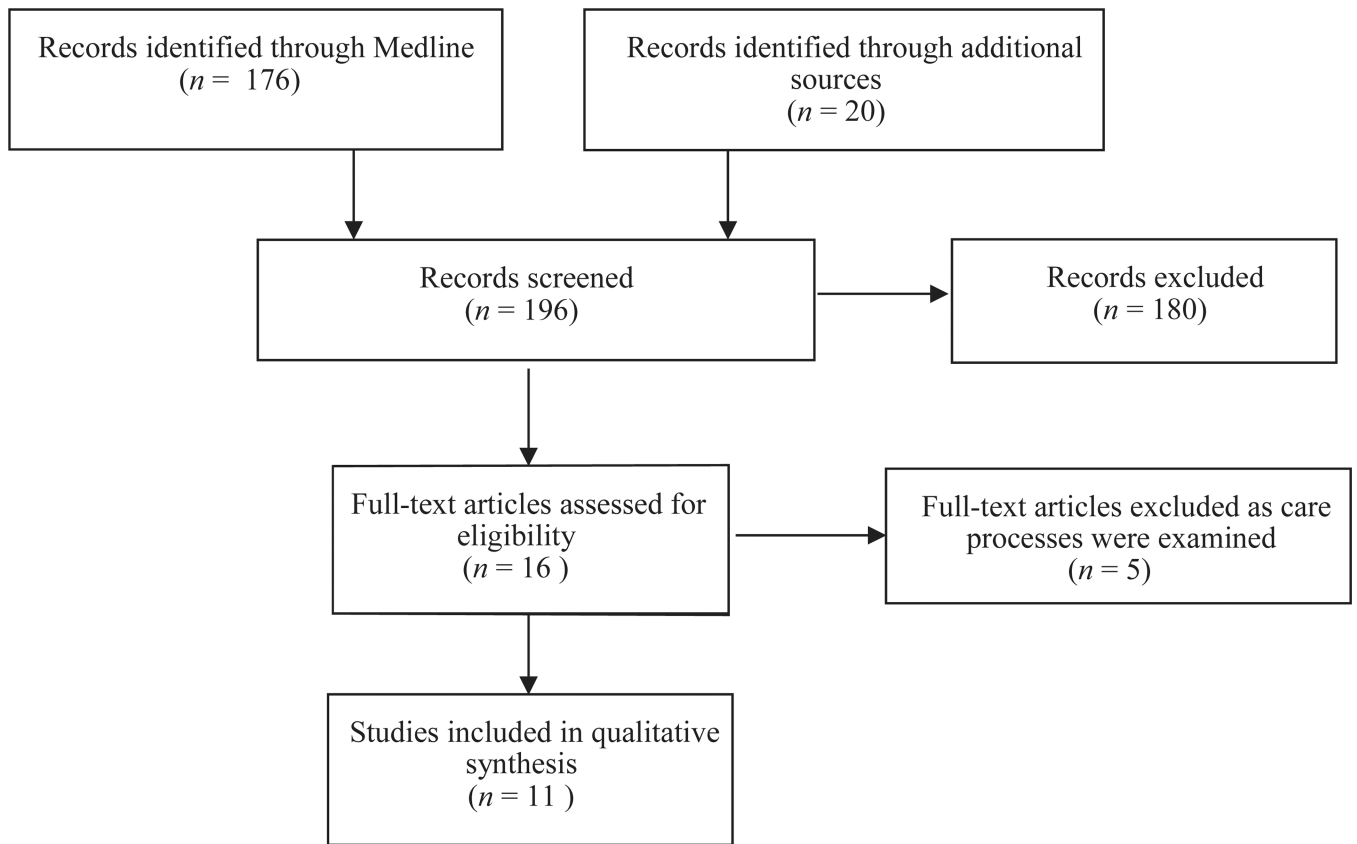 Records identified through Medline
(n = 176)
Records identified through additional
sources
(n = 20)
Records screened
(n = 196)
Records excluded
(n = 180)
Full-text articles assessed for
eligibility
(n = 16 )
Full-text articles excluded as care
processes were examined
(n = 5)
Studies included in qualitative
synthesis
(n = 11 )